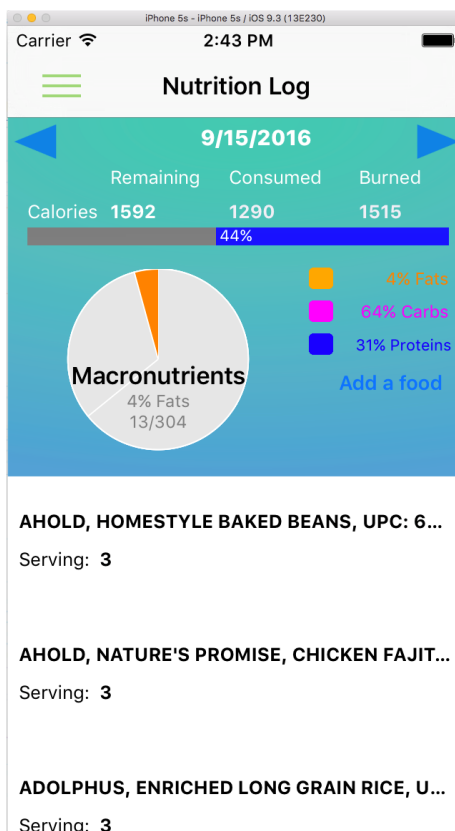 iPhone 5s - iPhone 5s / iOS 9.3 (13E230)
Carrier 2:43 PM
Nutrition Log
9/15/2016
Remaining Consumed Burned
Calories 1592 1290 1515
44%
4% Fats
64% Carbs
31% Proteins
Macronutrients
Add a food
4% Fats
13/304
AHOLD, HOMESTYLE BAKED BEANS, UPC: 6...
Serving: 3
AHOLD, NATURE'S PROMISE, CHICKEN FAJIT...
Serving: 3
ADOLPHUS, ENRICHED LONG GRAIN RICE, U...
Serving: 3